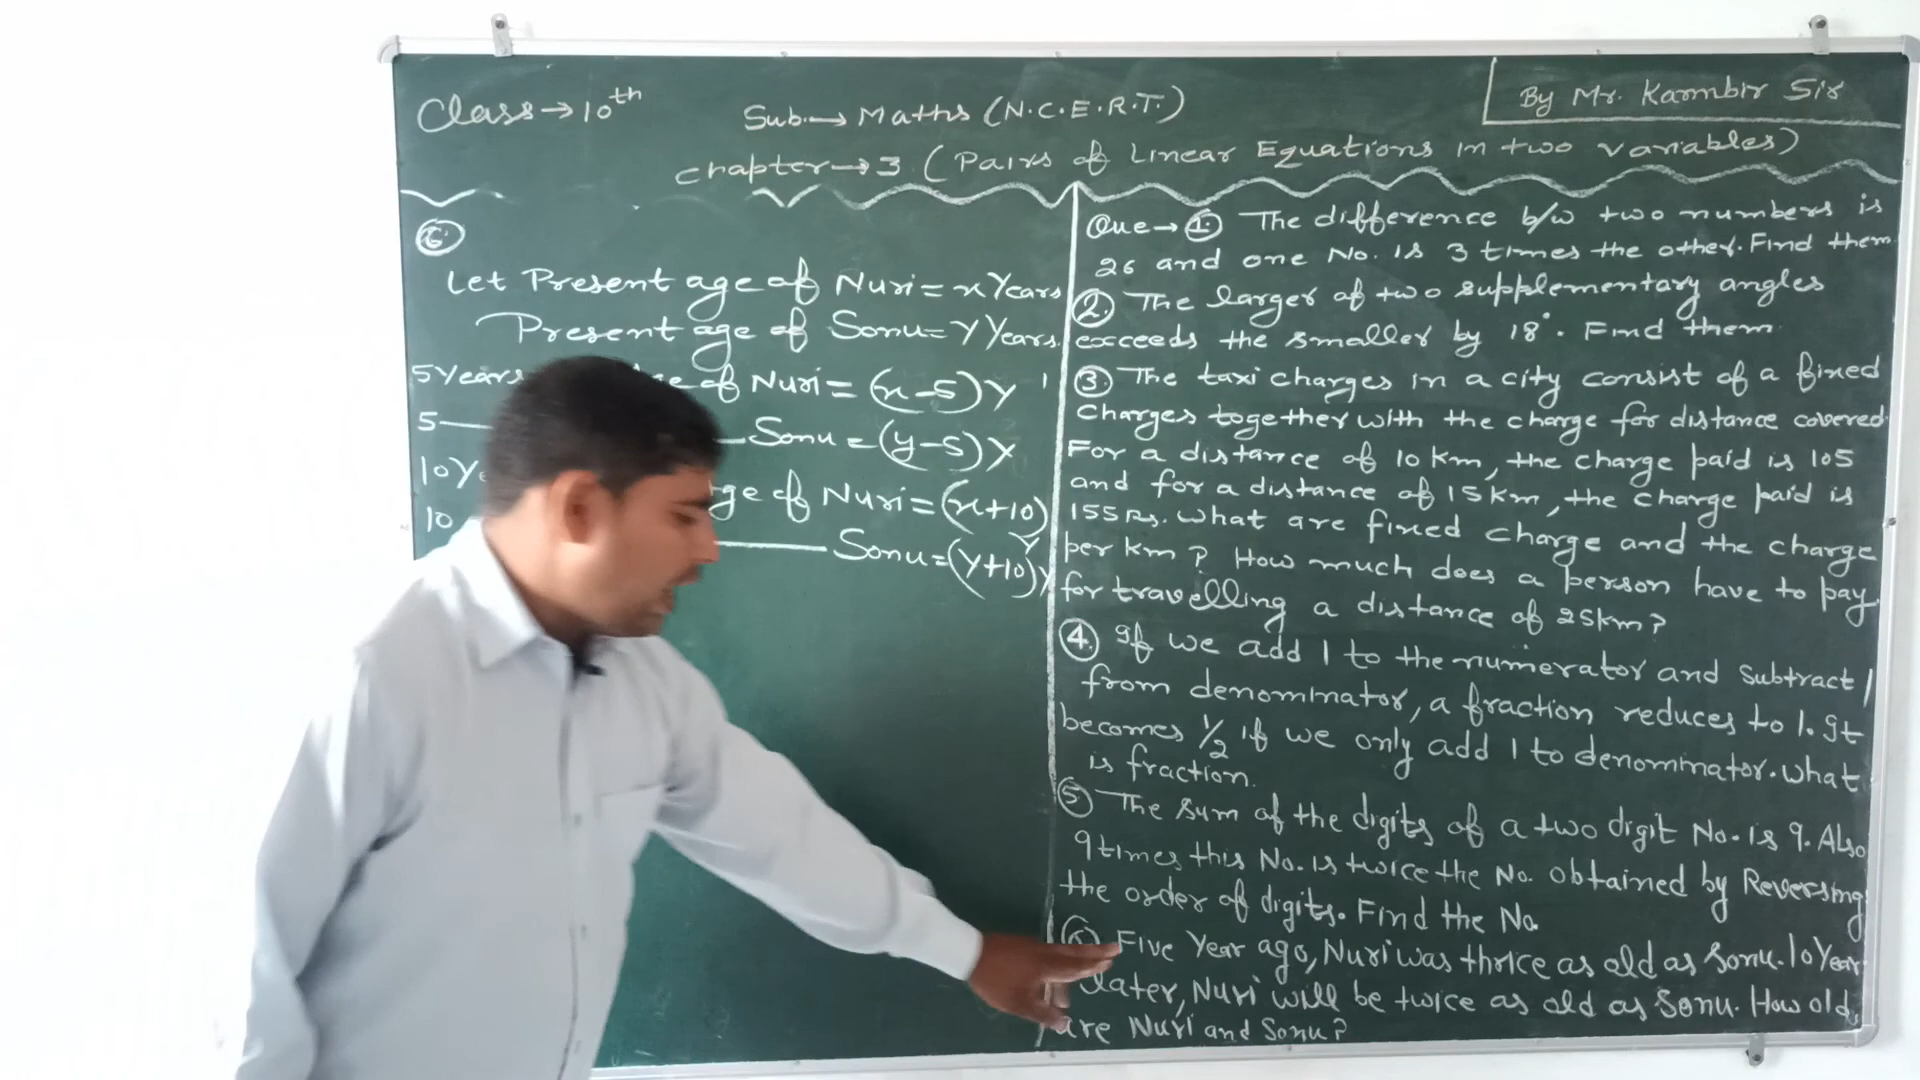 Class→10th
Sub.→ Maths (N.C.E.R.T.)
By Mr. Karmbir Sir
Chapter→3 (Pairs of Linear Equations in two variables)
6.
Let Present age of Nuri = x Years
Present age of Sonu = Y Years
5 Years of Nuri = (x-5) Y
5 Sonu = (y-5) Y
10 Ye of Nuri = (x+10) Y
10 Sonu = (Y+10) Y
Que→ 1. The difference b/w two numbers is
26 and one No. is 3 times the other. Find them
2. The larger of two supplementary angles
exceeds the smaller by 18°. Find them
3. The taxi charges in a city consist of a fixed
charges together with the charge for distance covered.
For a distance of 10 Km, the charge paid is 105
and for a distance of 15 km, the charge paid is
155 Rs. What are fixed charge and the charge
per km? How much does a person have to pay
for travelling a distance of 25 km?
4. If we add 1 to the numerator and subtract 1
from denominator, a fraction reduces to 1. It
becomes 1/2 if we only add 1 to denominator. What
is fraction.
5 The sum of the digits of a two digit No. is 9. Also
9 times this No. is twice the No. obtained by Reversing
the order of digits. Find the No.
6 Five Year ago, Nuri was thrice as old as Sonu. 10 Year
later, Nuri will be twice as old as Sonu. How old
are Nuri and Sonu?